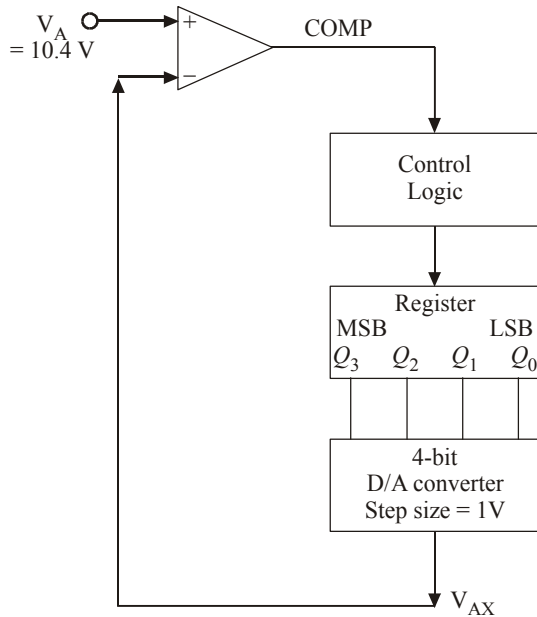 V_A
= 10.4 V
+
−
COMP
Control
Logic
Register
MSB LSB
Q_3 Q_2 Q_1 Q_0
4-bit
D/A converter
Step size = 1V
V_AX